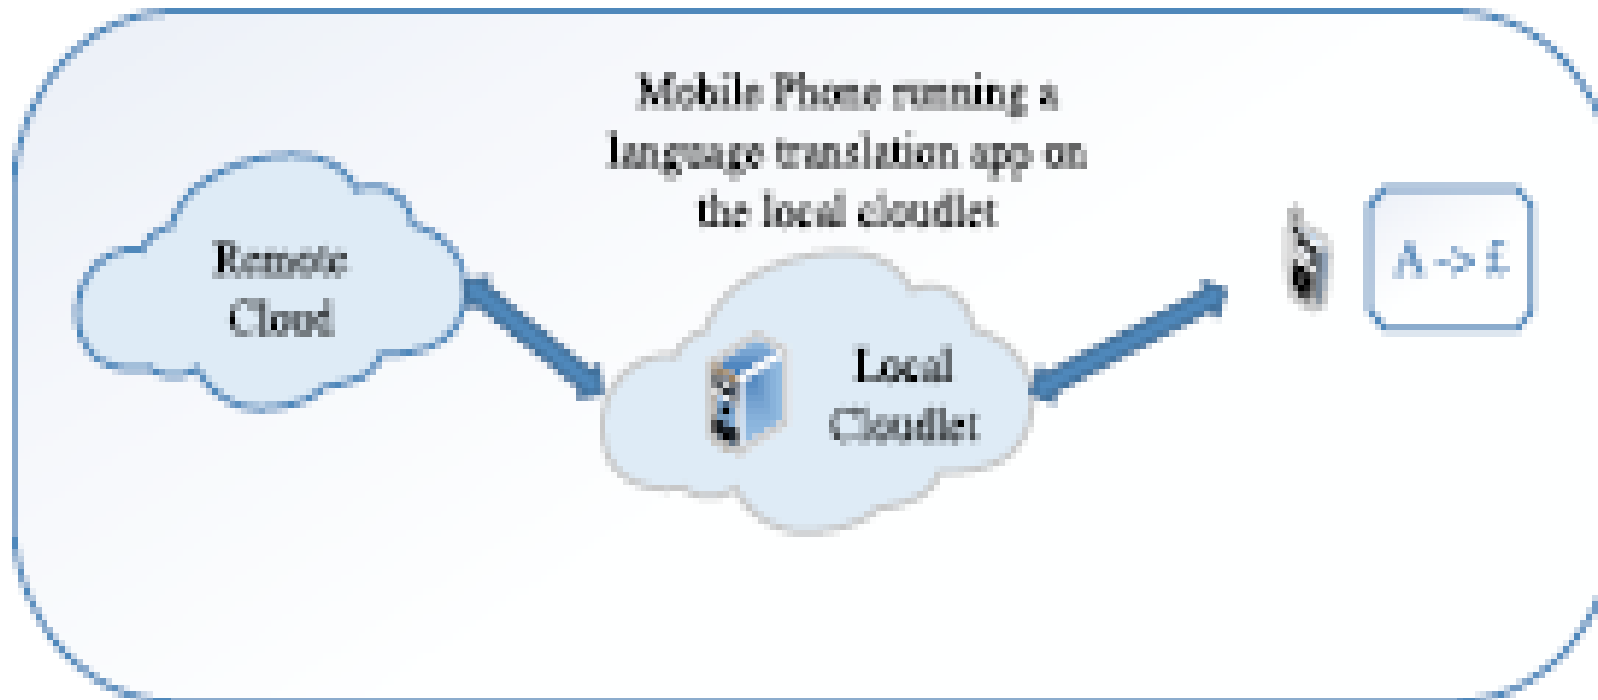 Mobile Phone running a
language translation app on
the local cloudlet
Remote
Cloud
Local
Cloudlet
A -> £